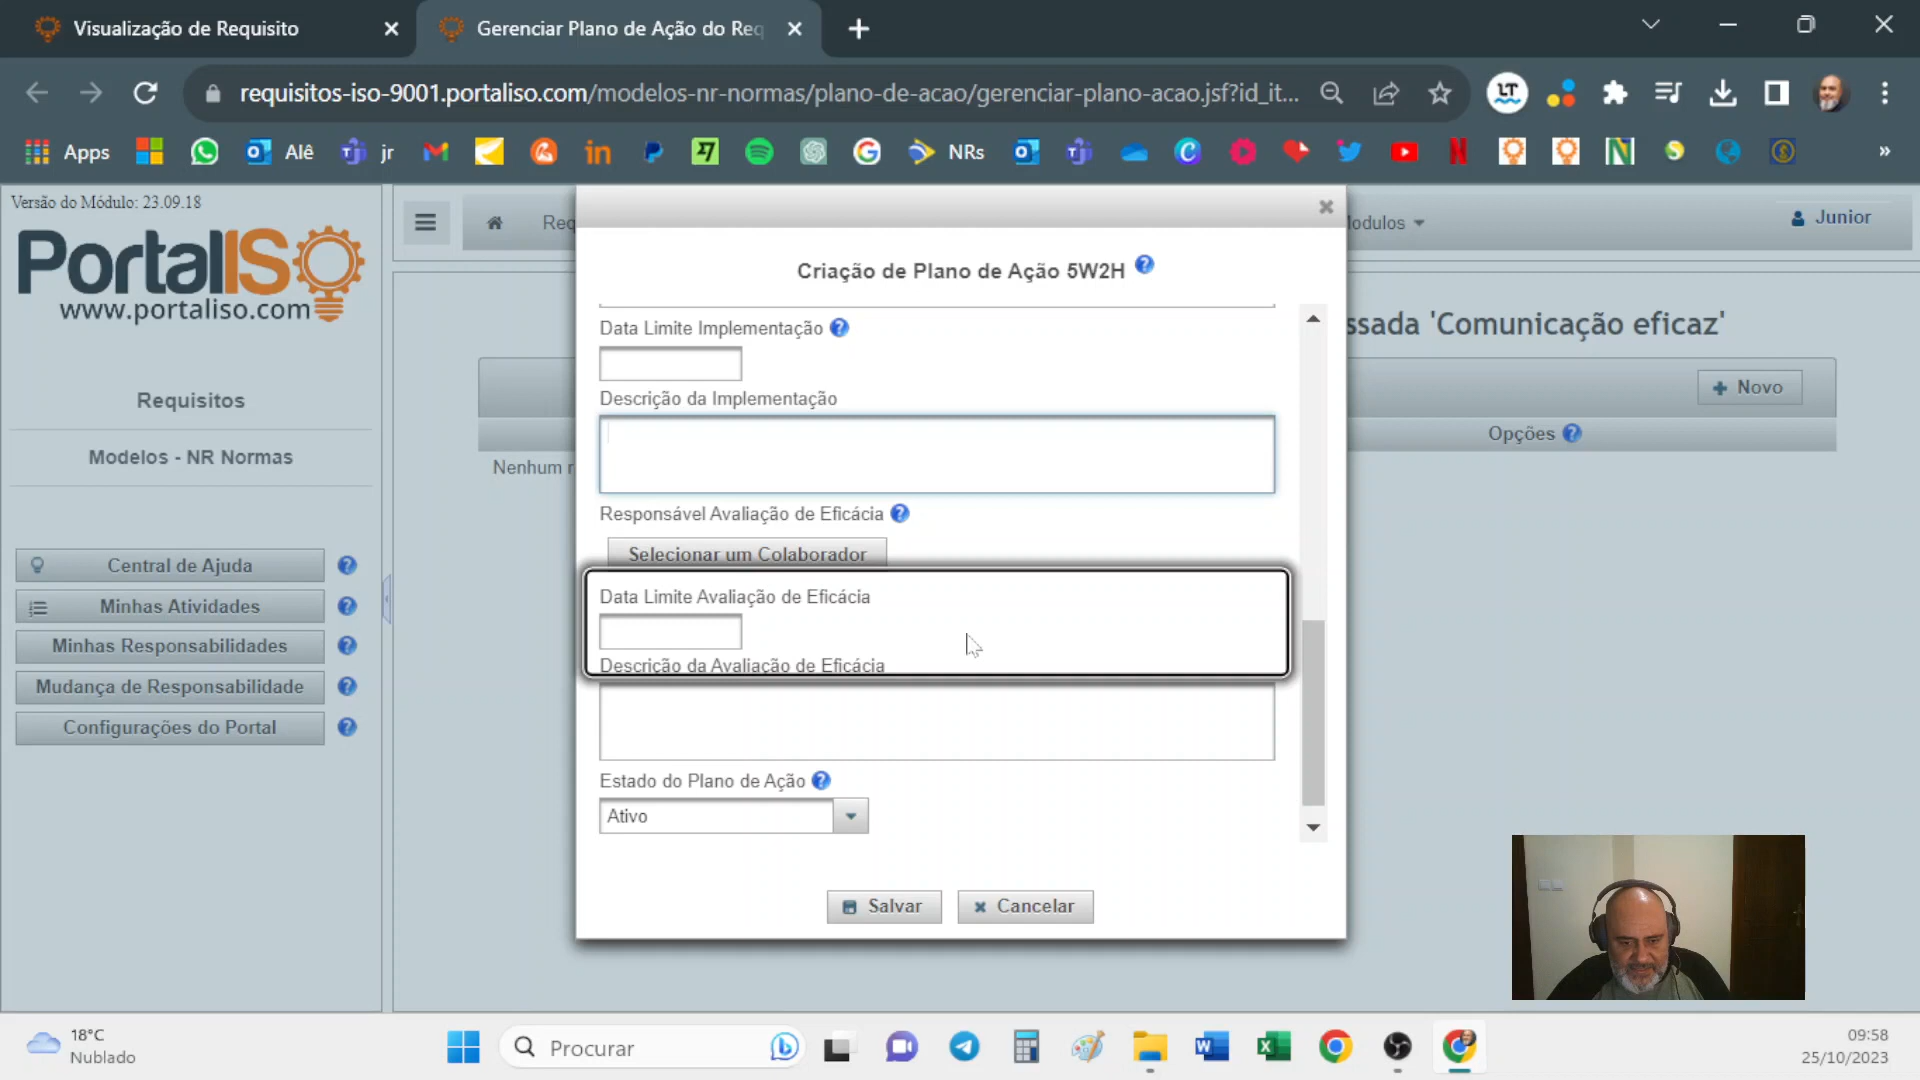 Visualização de Requisito
Gerenciar Plano de Ação do Req
requisitos-iso-9001.portaliso.com/modelos-nr-normas/plano-de-acao/gerenciar-plano-acao.jsf?id_it...
LT
Apps
Alê
jr
NRs
»
Versão do Módulo: 23.09.18
PortalISO
www.portaliso.com
Requisitos
Modelos - NR Normas
Central de Ajuda
Minhas Atividades
Minhas Responsabilidades
Mudança de Responsabilidade
Configurações do Portal
Req
lodulos
Junior
ssada 'Comunicação eficaz'
Novo
Opções
Nenhum r
Criação de Plano de Ação 5W2H
Data Limite Implementação
Descrição da Implementação
Responsável Avaliação de Eficácia
Selecionar um Colaborador
Data Limite Avaliação de Eficácia
Descrição da Avaliação de Eficácia
Estado do Plano de Ação
Ativo
Salvar
Cancelar
18°C
Nublado
Procurar
09:58
25/10/2023